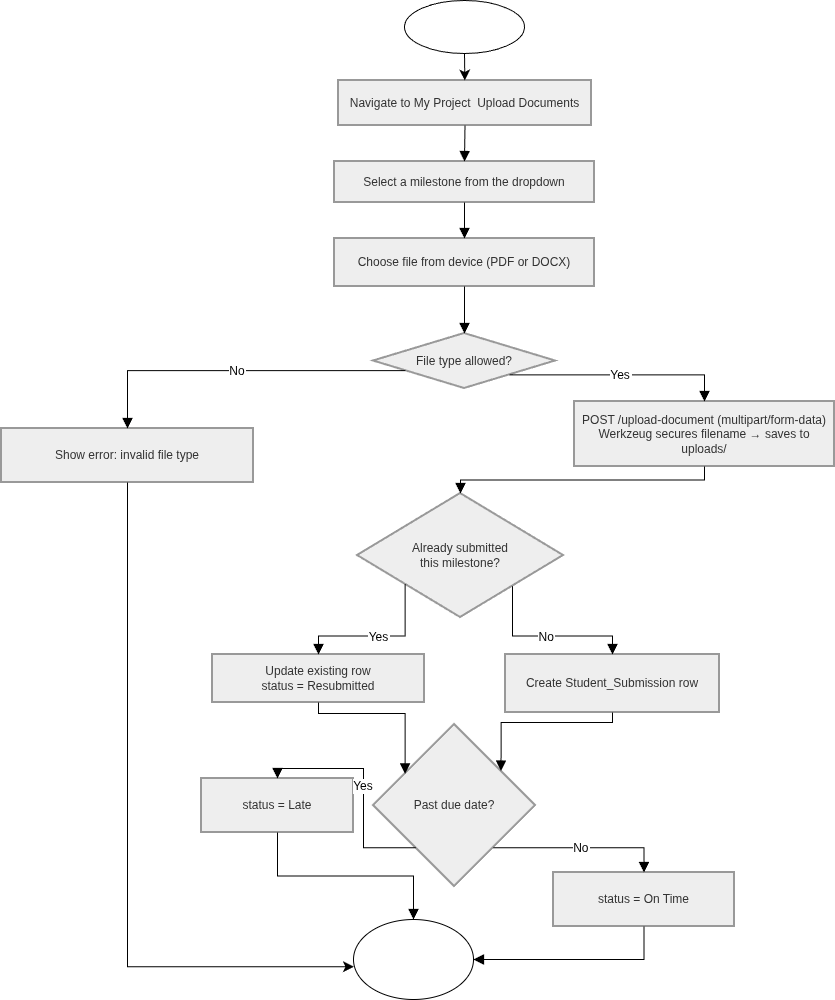 Navigate to My Project  Upload Documents
Select a milestone from the dropdown
Choose file from device (PDF or DOCX)
File type allowed?
No
Yes
POST /upload-document (multipart/form-data)
Werkzeug secures filename → saves to
uploads/
Show error: invalid file type
Already submitted
this milestone?
Yes
No
Update existing row
status = Resubmitted
Create Student_Submission row
Yes
status = Late
Past due date?
No
status = On Time